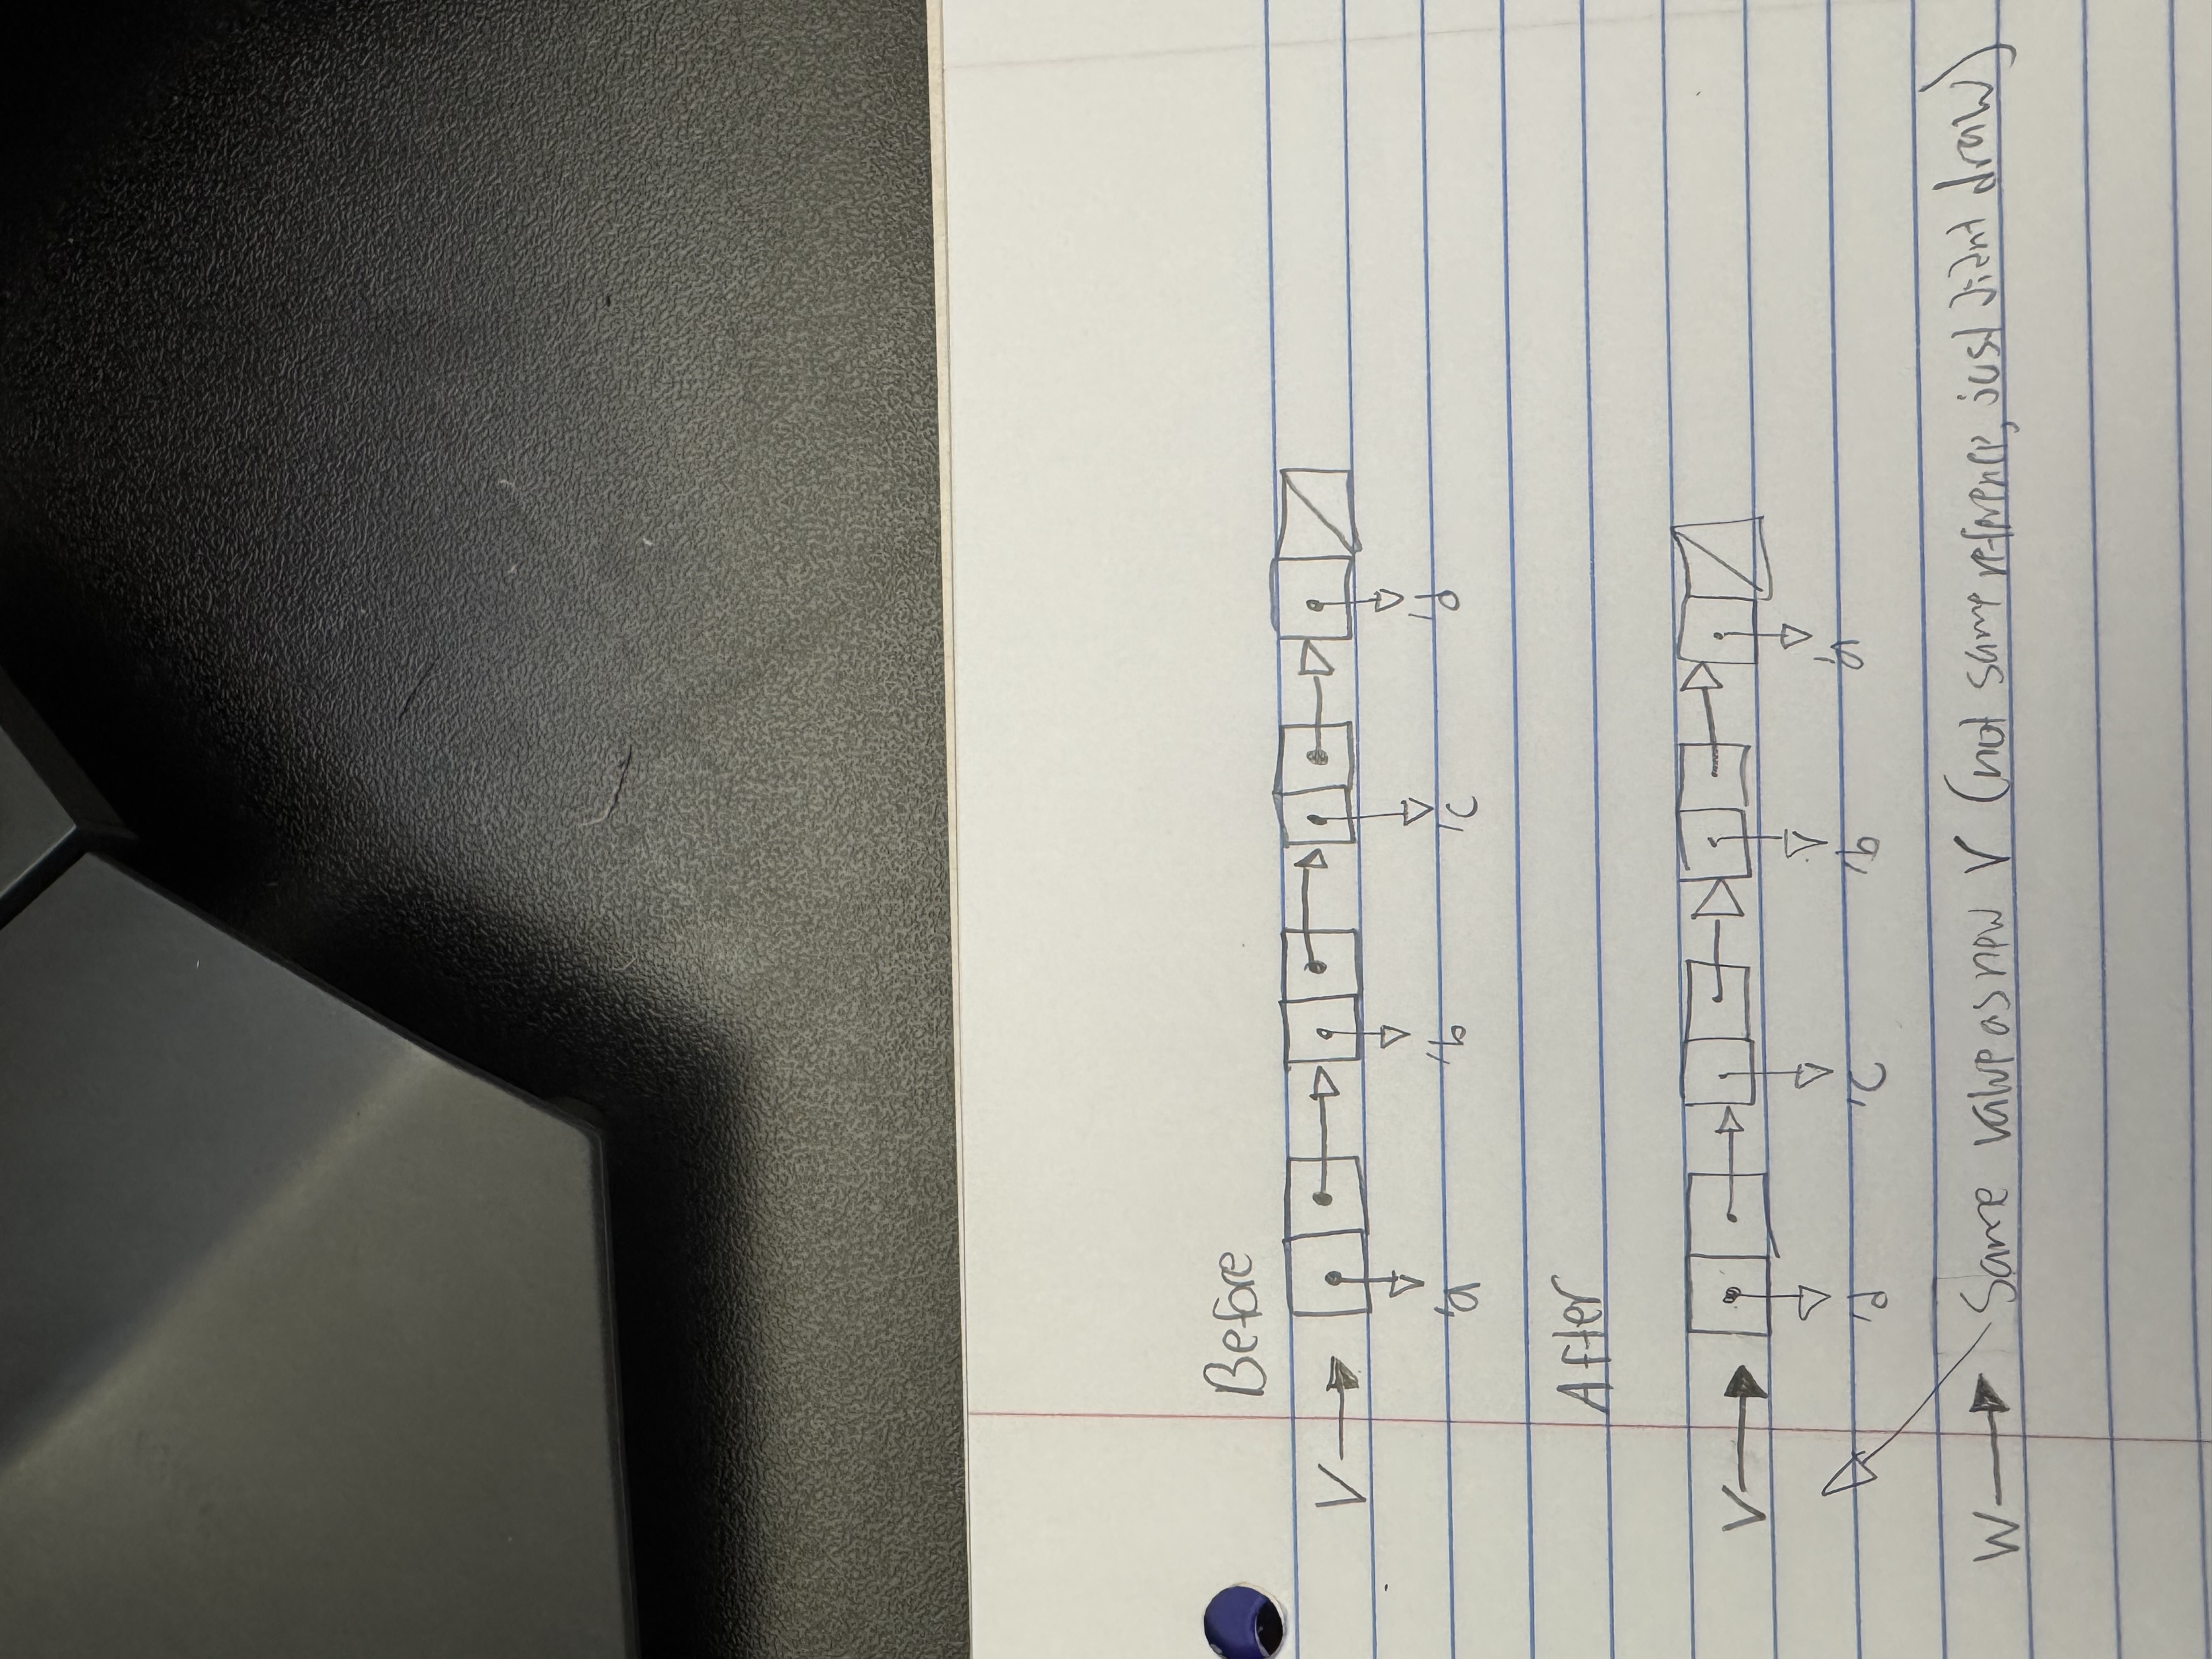 Before
V
'a 'b 'c 'd
After
V
'd 'c 'b 'a
W Same value as new V (not same reference, just didnt draw)